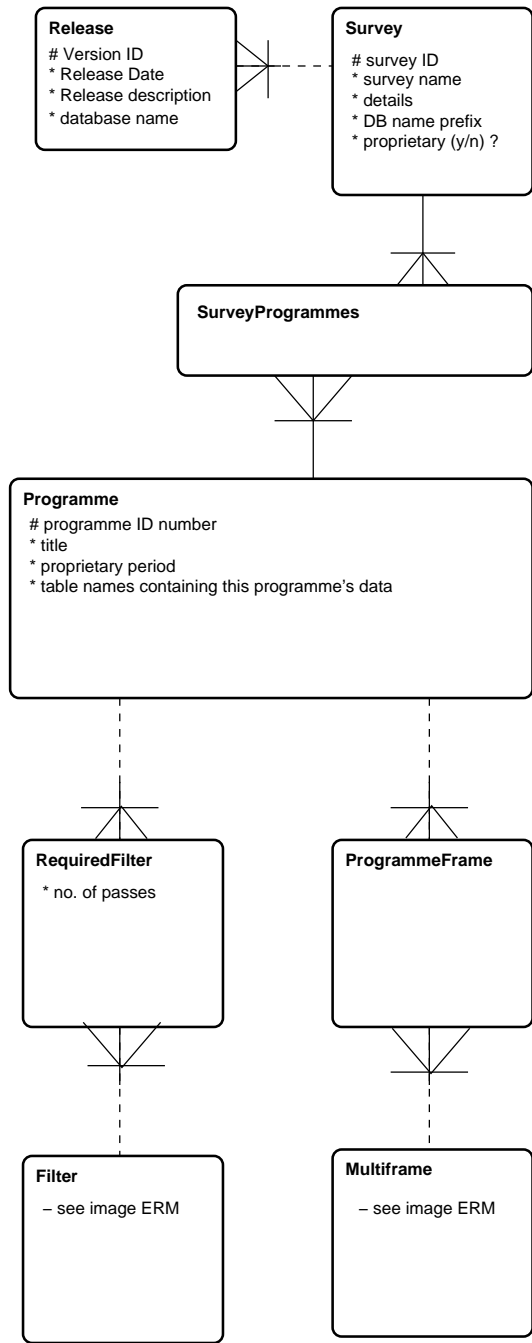 Release
# Version ID
* Release Date
* Release description
* database name
Survey
# survey ID
* survey name
* details
* DB name prefix
* proprietary (y/n) ?
SurveyProgrammes
Programme
# programme ID number
* title
* proprietary period
* table names containing this programme's data
RequiredFilter
* no. of passes
ProgrammeFrame
Filter
– see image ERM
Multiframe
– see image ERM